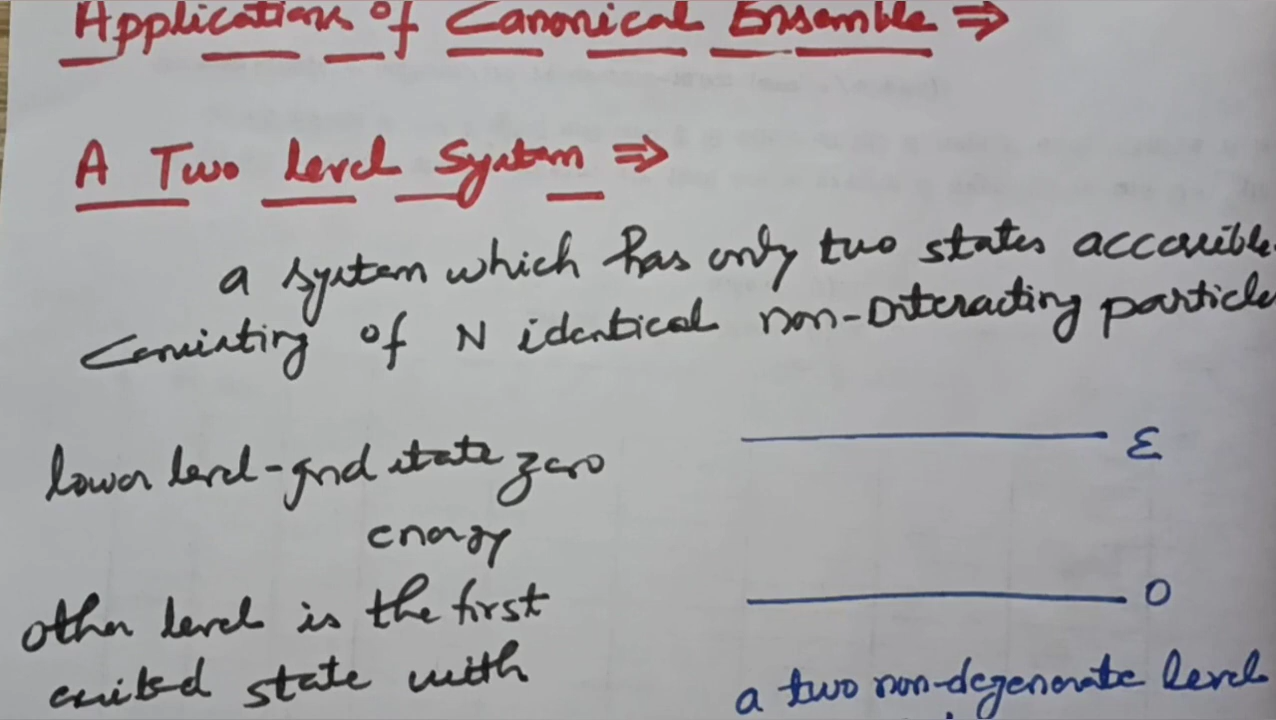 Applications of Canonical Ensemble ⇒
A Two level System ⇒
a system which has only two states accessible
consisting of N identical non-interacting particle
lower level-gnd state zero
energy
other level is the first
excited state with
ε
0
a two non-degenerate level